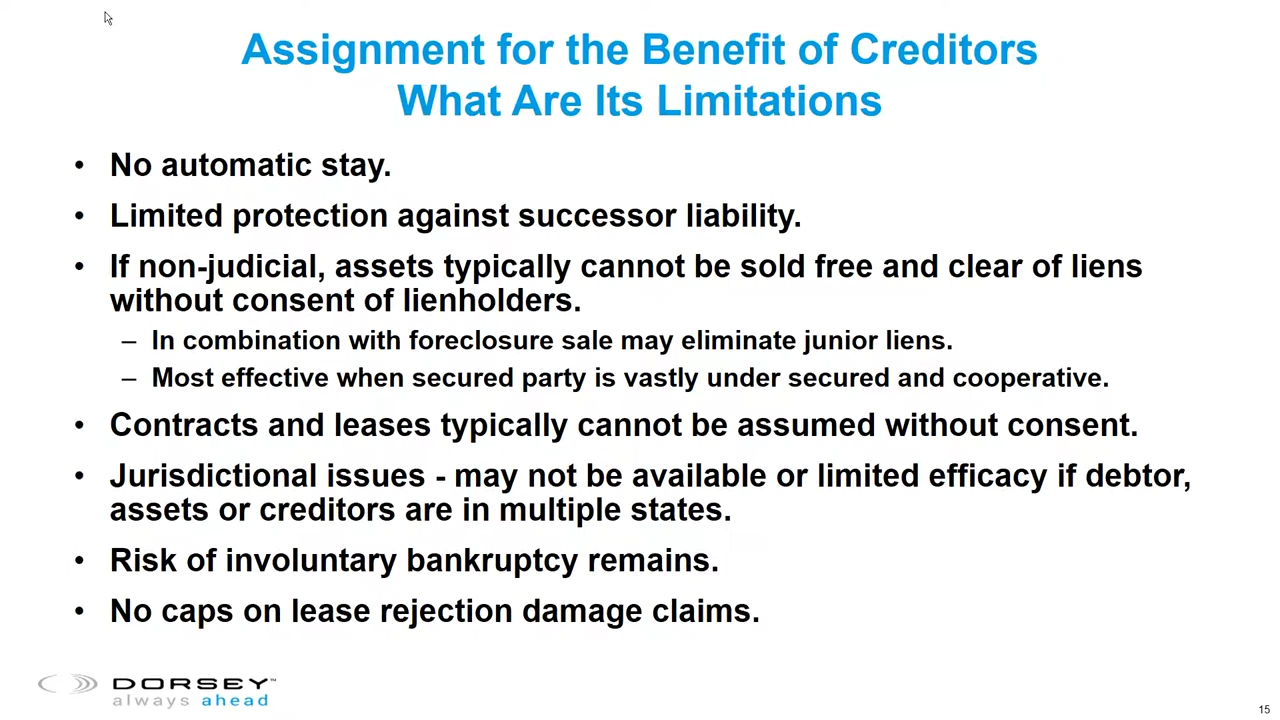 Assignment for the Benefit of Creditors
What Are Its Limitations
• No automatic stay.
• Limited protection against successor liability.
• If non-judicial, assets typically cannot be sold free and clear of liens
without consent of lienholders.
– In combination with foreclosure sale may eliminate junior liens.
– Most effective when secured party is vastly under secured and cooperative.
• Contracts and leases typically cannot be assumed without consent.
• Jurisdictional issues - may not be available or limited efficacy if debtor,
assets or creditors are in multiple states.
• Risk of involuntary bankruptcy remains.
• No caps on lease rejection damage claims.
DORSEY™
always ahead
15